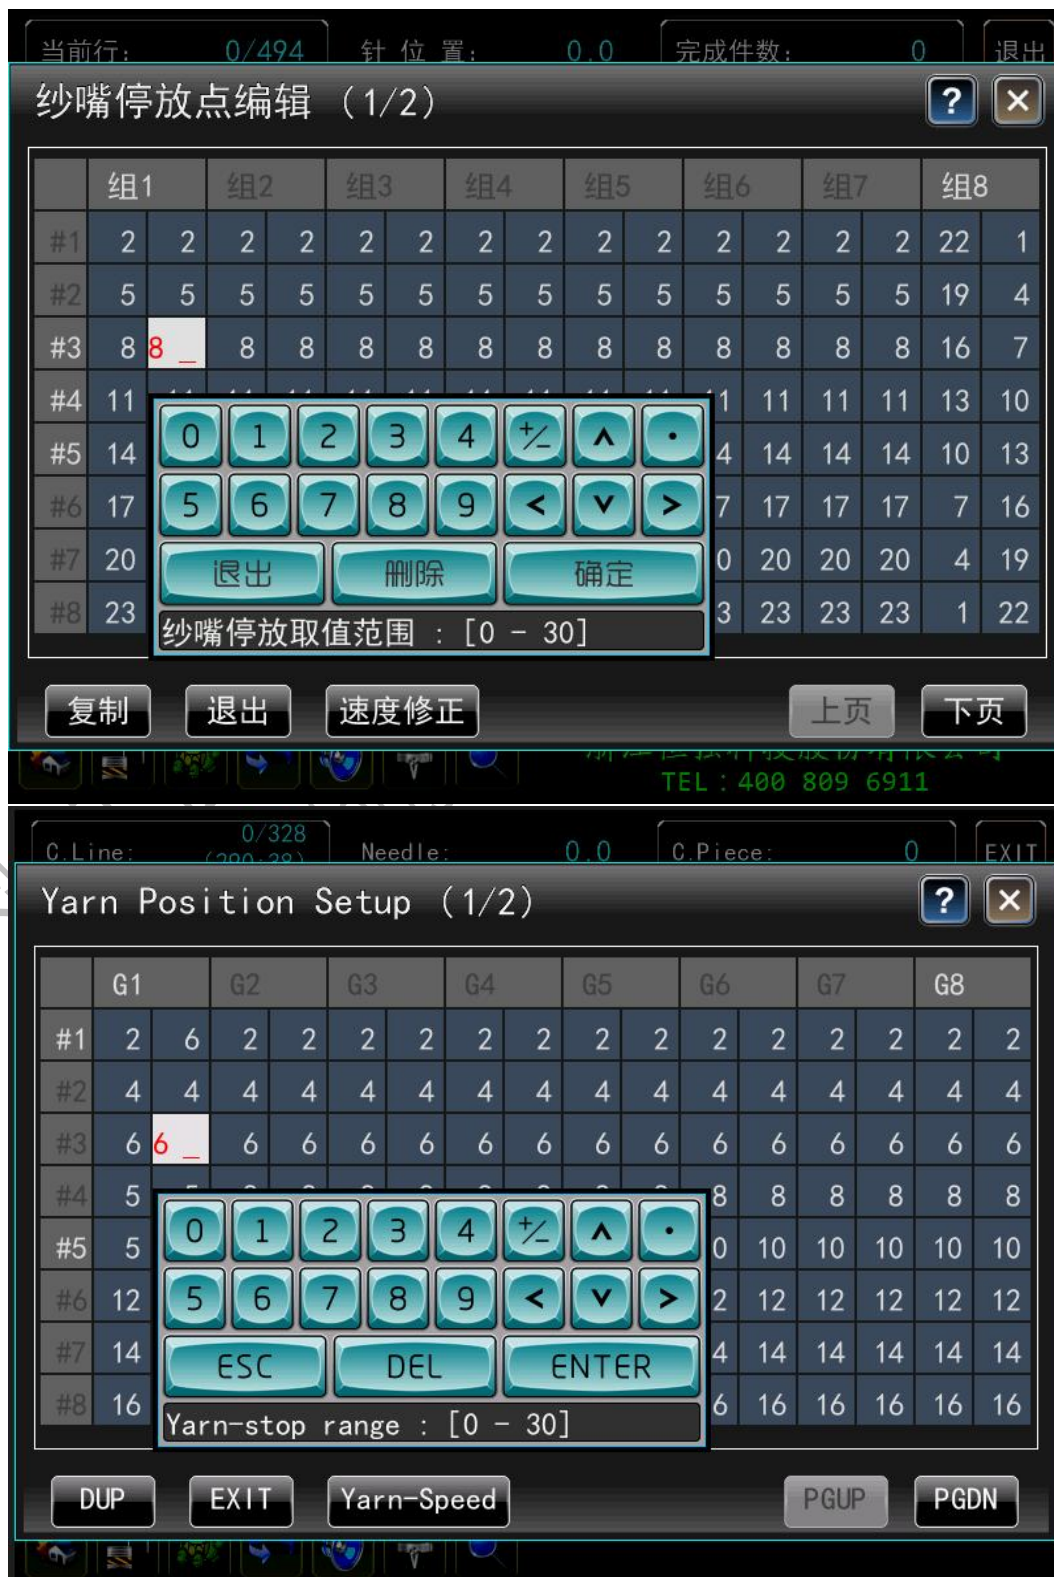 当前行: 0/494 针 位 置: 0.0 完成件数: 0 退出
纱嘴停放点编辑 (1/2) ?
组1 组2 组3 组4 组5 组6 组7 组8
#1 2 2 2 2 2 2 2 2 2 2 2 2 2 2 22 1
#2 5 5 5 5 5 5 5 5 5 5 5 5 5 5 19 4
#3 8 8 _ 8 8 8 8 8 8 8 8 8 8 8 8 16 7
#4 11 11 11 11 13 10
#5 14 4 14 14 14 10 13
#6 17 7 17 17 17 7 16
#7 20 0 20 20 20 4 19
#8 23 3 23 23 23 1 22
0 1 2 3 4 +/- ∧ ·
5 6 7 8 9 < ∨ >
退出 删除 确定
纱嘴停放取值范围 : [0 - 30]
复制 退出 速度修正 上页 下页
TEL:400 809 6911
C.Line: 0/328 Needle: 0.0 C.Piece: 0 EXIT
Yarn Position Setup (1/2) ?
G1 G2 G3 G4 G5 G6 G7 G8
#1 2 6 2 2 2 2 2 2 2 2 2 2 2 2 2 2
#2 4 4 4 4 4 4 4 4 4 4 4 4 4 4 4 4
#3 6 6 _ 6 6 6 6 6 6 6 6 6 6 6 6 6 6
#4 5 8 8 8 8 8 8
#5 5 0 10 10 10 10 10
#6 12 2 12 12 12 12 12
#7 14 4 14 14 14 14 14
#8 16 6 16 16 16 16 16
0 1 2 3 4 +/- ∧ ·
5 6 7 8 9 < ∨ >
ESC DEL ENTER
Yarn-stop range : [0 - 30]
DUP EXIT Yarn-Speed PGUP PGDN